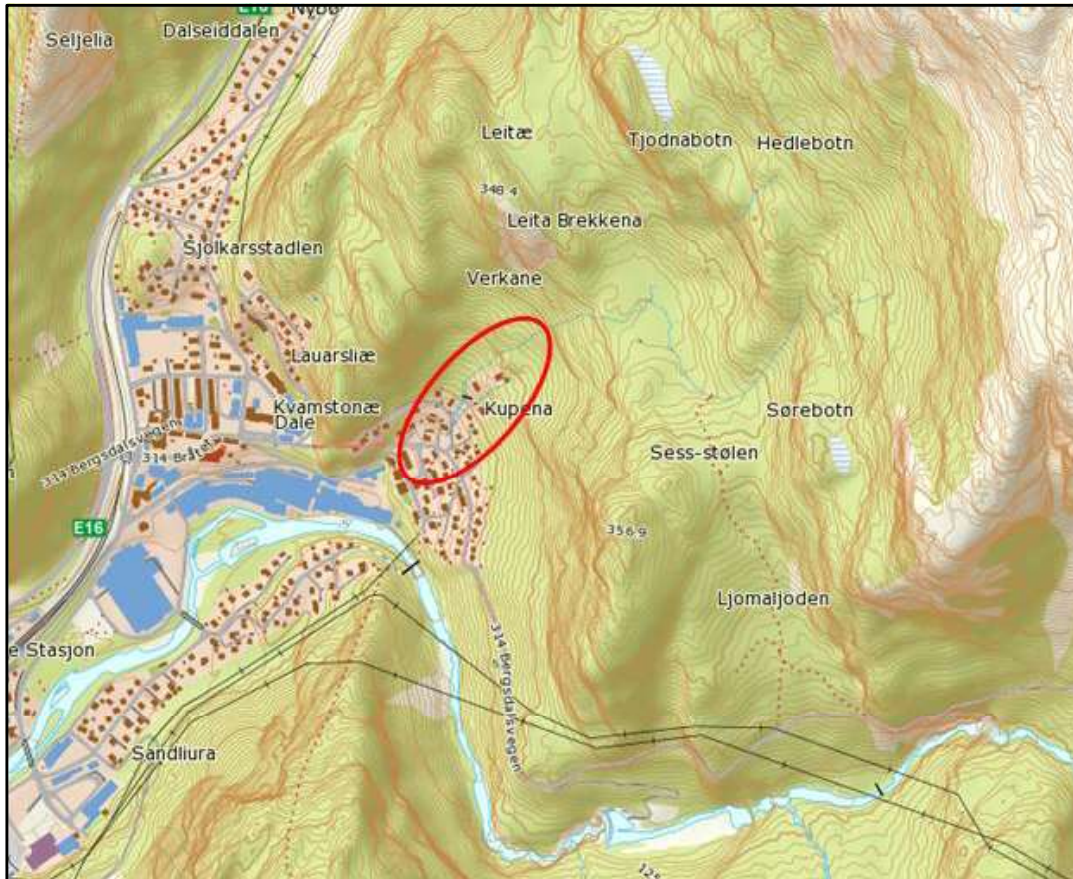 E16
Nybø
Dalseiddalen
Seljelia
Leitæ
Tjodnabotn
Hedlebotn
348 4
Leita Brekkena
Sjolkarsstadlen
Verkane
Lauarsliæ
Kvamstonæ
Dale
Kupena
Sørebotn
314 Bergsdalsvegen
314 Bråtet
Sess-stølen
E16
356 9
Ljomaljoden
e Stasjon
314 Bergsdalsvegen
Sandliura